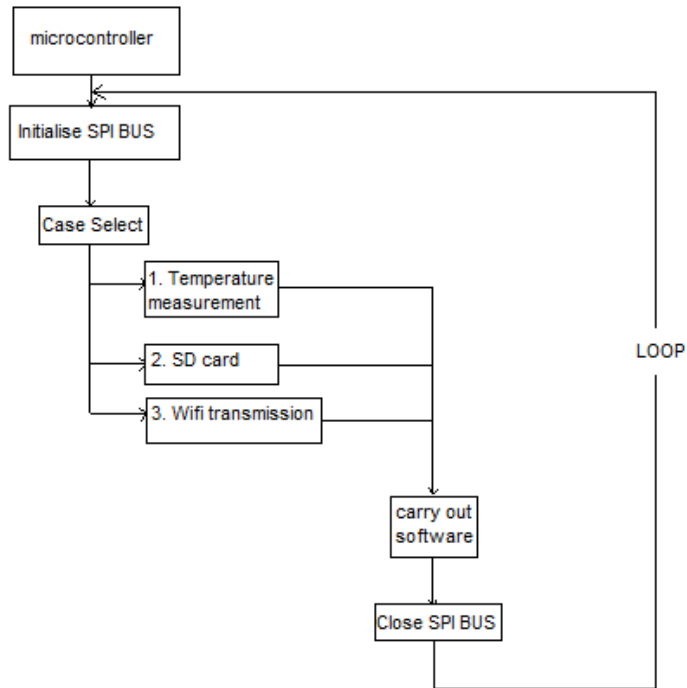 microcontroller
Initialise SPI BUS
Case Select
1. Temperature
measurement
2. SD card
3. Wifi transmission
LOOP
carry out
software
Close SPI BUS